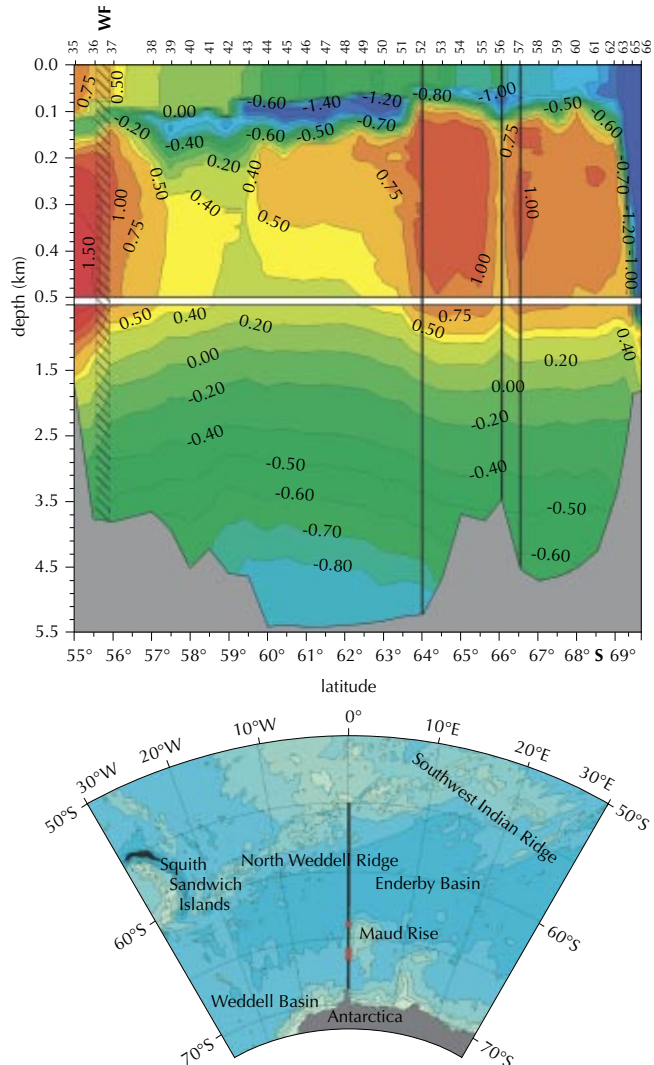 WF
35 36 37 38 39 40 41 42 43 44 45 46 47 48 50 51 52 53 54 55 56 57 58 59 60 61 62 63 65 66
0.0
0.1
0.2
0.3
0.4
0.5
1.5
2.5
3.5
4.5
5.5
depth (km)
0.75 0.50 0.00 -0.60 -1.40 -1.20 -0.80 -1.00 -0.50 -0.60
-0.20 -0.40 -0.60 -0.50 -0.70 0.75 -0.70
0.20 0.40 0.75
0.50 0.40 0.50 1.00 -1.20
1.50 1.00 0.75 1.00 -1.00
0.50 0.40 0.20 0.50 0.75 0.40
0.00 0.20
-0.20 0.00
-0.40 -0.20
-0.50 -0.40
-0.60 -0.50
-0.70 -0.60
-0.80
55° 56° 57° 58° 59° 60° 61° 62° 63° 64° 65° 66° 67° 68° S 69°
latitude
30°W 20°W 10°W 0° 10°E 20°E 30°E
50°S 50°S
Southwest Indian Ridge
Squith
Sandwich
Islands
North Weddell Ridge
Enderby Basin
60°S 60°S
Maud Rise
Weddell Basin
Antarctica
70°S 70°S